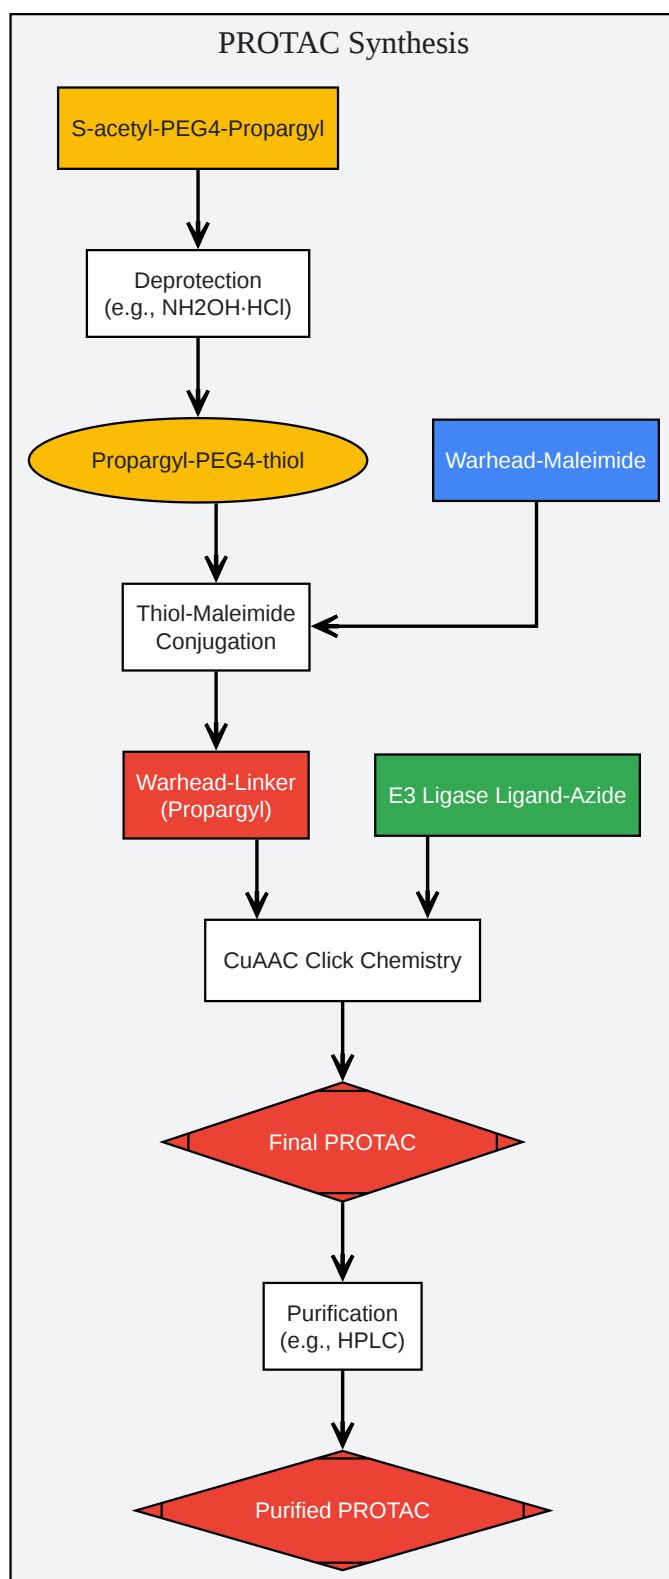 PROTAC Synthesis
S-acetyl-PEG4-Propargyl
Deprotection
(e.g., NH2OH·HCl)
Propargyl-PEG4-thiol
Warhead-Maleimide
Thiol-Maleimide
Conjugation
Warhead-Linker
(Propargyl)
E3 Ligase Ligand-Azide
CuAAC Click Chemistry
Final PROTAC
Purification
(e.g., HPLC)
Purified PROTAC